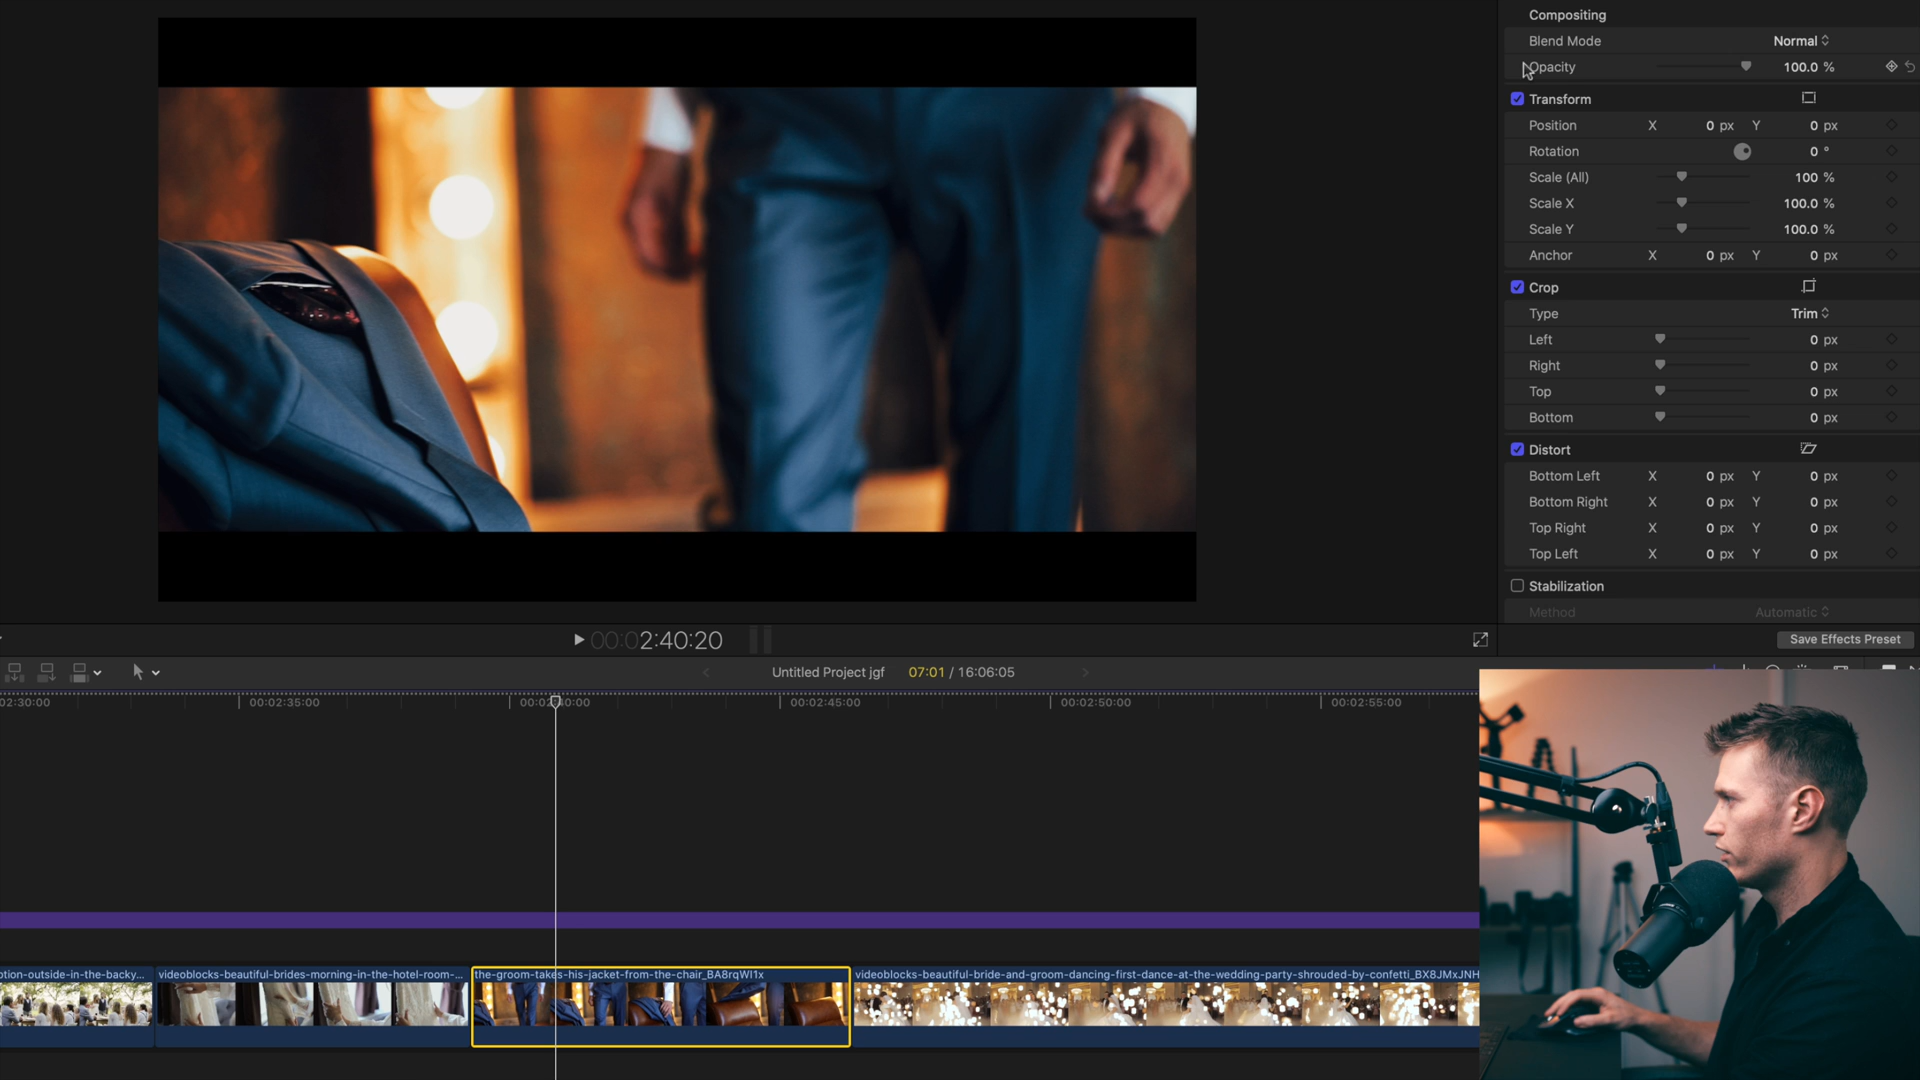 Compositing
Blend Mode Normal
Opacity 100.0 %
Transform
Position X 0 px Y 0 px
Rotation 0 °
Scale (All) 100 %
Scale X 100.0 %
Scale Y 100.0 %
Anchor X 0 px Y 0 px
Crop
Type Trim
Left 0 px
Right 0 px
Top 0 px
Bottom 0 px
Distort
Bottom Left X 0 px Y 0 px
Bottom Right X 0 px Y 0 px
Top Right X 0 px Y 0 px
Top Left X 0 px Y 0 px
Stabilization
Method Automatic
00:02:40:20
Save Effects Preset
Untitled Project jgf 07:01 / 16:06:05
02:30:00 00:02:35:00 00:02:40:00 00:02:45:00 00:02:50:00 00:02:55:00
ption-outside-in-the-backy... videoblocks-beautiful-brides-morning-in-the-hotel-room-... the-groom-takes-his-jacket-from-the-chair_BA8rqWI1x videoblocks-beautiful-bride-and-groom-dancing-first-dance-at-the-wedding-party-shrouded-by-confetti_BX8JMxJNH